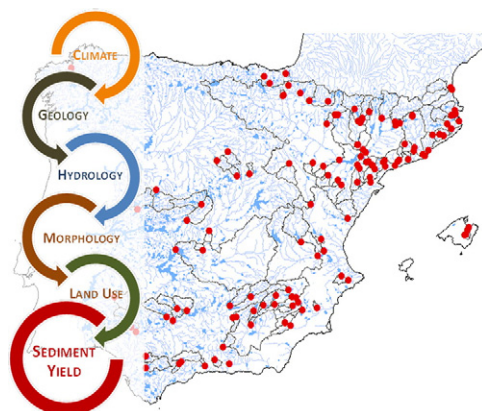 CLIMATE
GEOLOGY
HYDROLOGY
MORPHOLOGY
LAND USE
SEDIMENT
YIELD